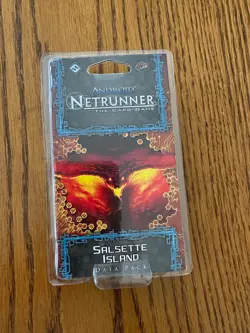 ANDROID
NETRUNNER
THE CARD GAME
SALSETTE
ISLAND
DATA PACK